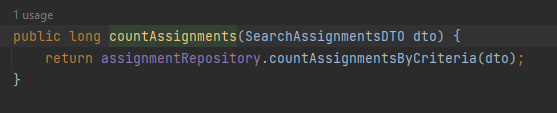 1 usage
public long countAssignments(SearchAssignmentsDTO dto) {
    return assignmentRepository.countAssignmentsByCriteria(dto);
}